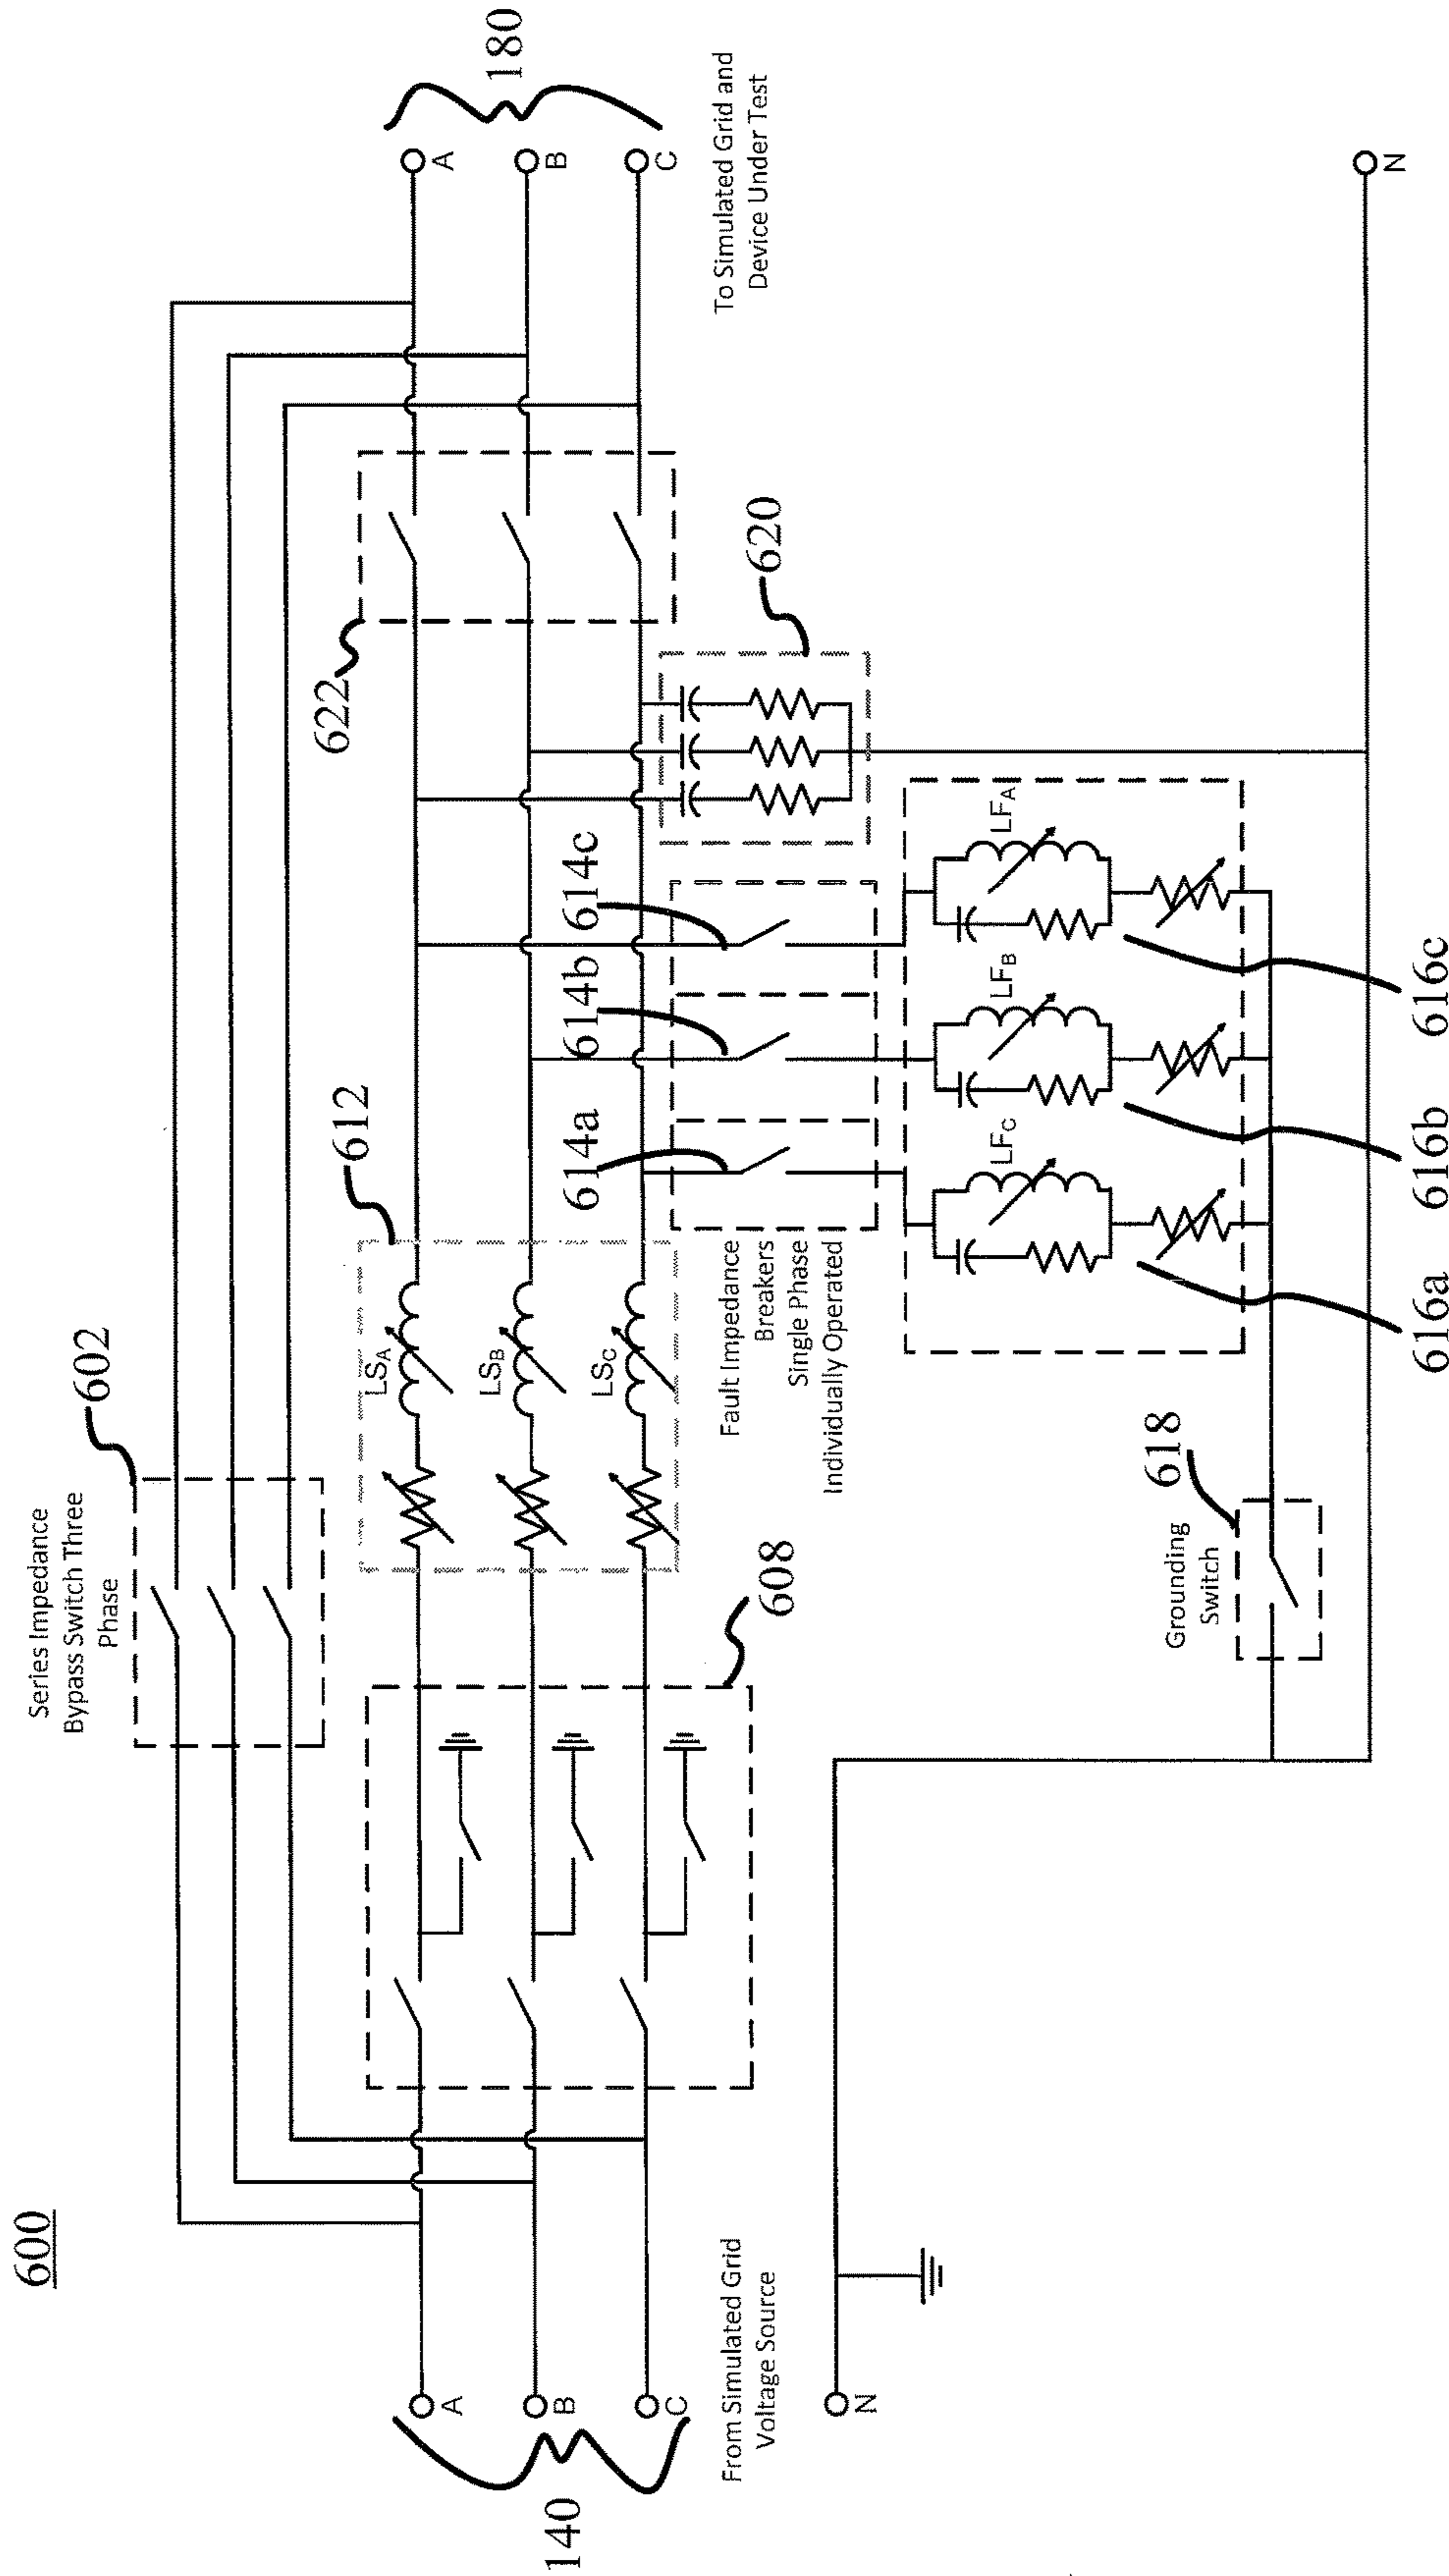 600
Series Impedance
Bypass Switch Three
Phase
602
140
A
B
C
From Simulated Grid
Voltage Source
N
608
612
LSA
LSB
LSC
622
180
A
B
C
To Simulated Grid and
Device Under Test
620
614a
614b
614c
Fault Impedance
Breakers
Single Phase
Individually Operated
LFC
LFB
LFA
616a
616b
616c
618
Grounding
Switch
N